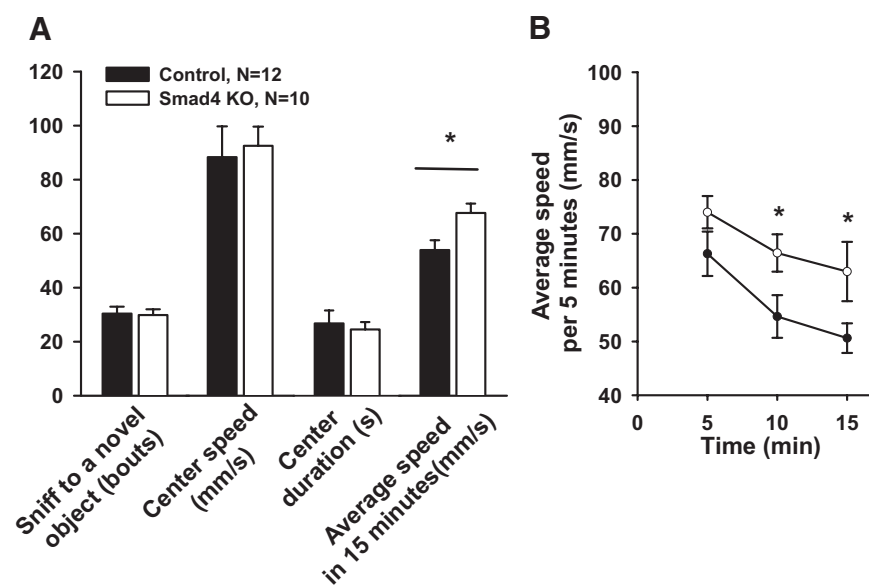 A
120
100
80
60
40
20
0
Control, N=12
Smad4 KO, N=10
*
Sniff to a novel
object (bouts)
Center speed
(mm/s)
Center
duration (s)
Average speed
in 15 minutes(mm/s)
B
Average speed
per 5 minutes (mm/s)
100
90
80
70
60
50
40
*
*
0
5
10
15
Time (min)